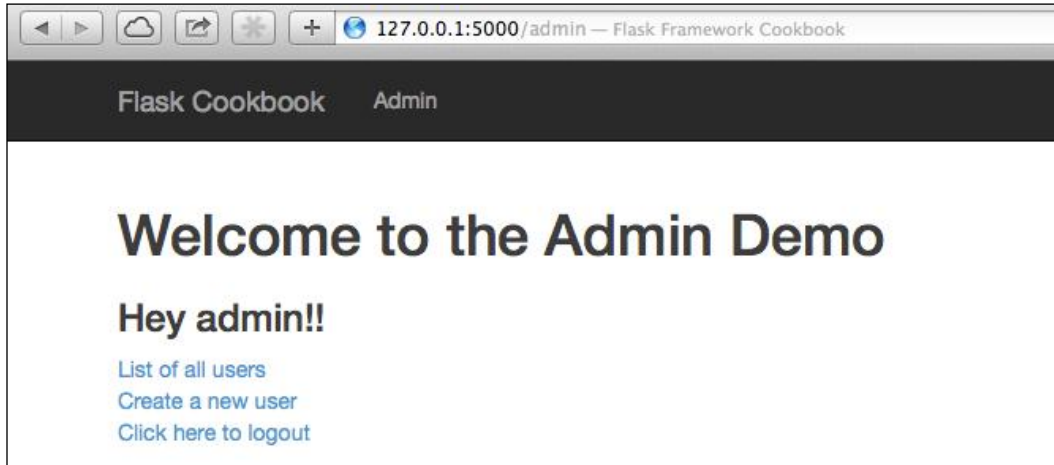 127.0.0.1:5000/admin — Flask Framework Cookbook
Flask Cookbook Admin
Welcome to the Admin Demo
Hey admin!!
List of all users
Create a new user
Click here to logout